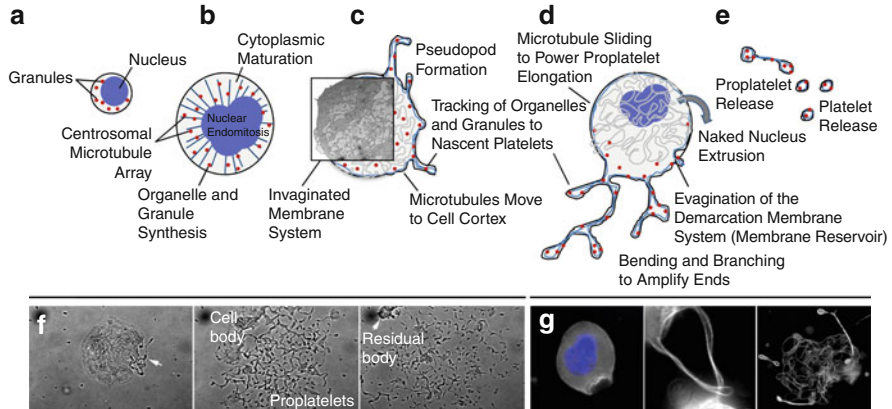 a
Granules
Nucleus
b
Cytoplasmic
Maturation
Nuclear
Endomitosis
Centrosomal
Microtubule
Array
Organelle and
Granule
Synthesis
c
Pseudopod
Formation
Tracking of Organelles
and Granules to
Nascent Platelets
Invaginated
Membrane
System
Microtubules Move
to Cell Cortex
d
Microtubule Sliding
to Power Proplatelet
Elongation
Naked Nucleus
Extrusion
Evagination of the
Demarcation Membrane
System (Membrane Reservoir)
Bending and Branching
to Amplify Ends
e
Proplatelet
Release
Platelet
Release
f
Cell
body
Proplatelets
Residual
body
g